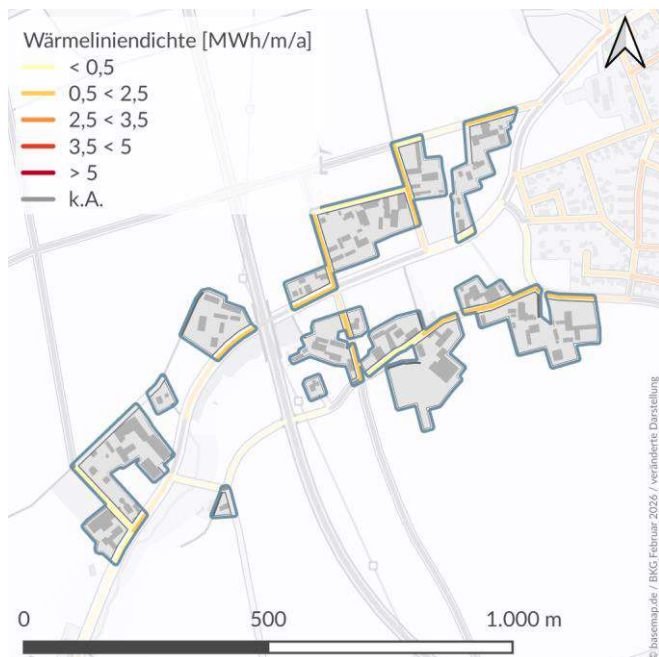 Wärmeliniendichte [MWh/m/a]
< 0,5
0,5 < 2,5
2,5 < 3,5
3,5 < 5
> 5
k.A.
0 500 1.000 m
© basemap.de / BKG Februar 2026 / veränderte Darstellung